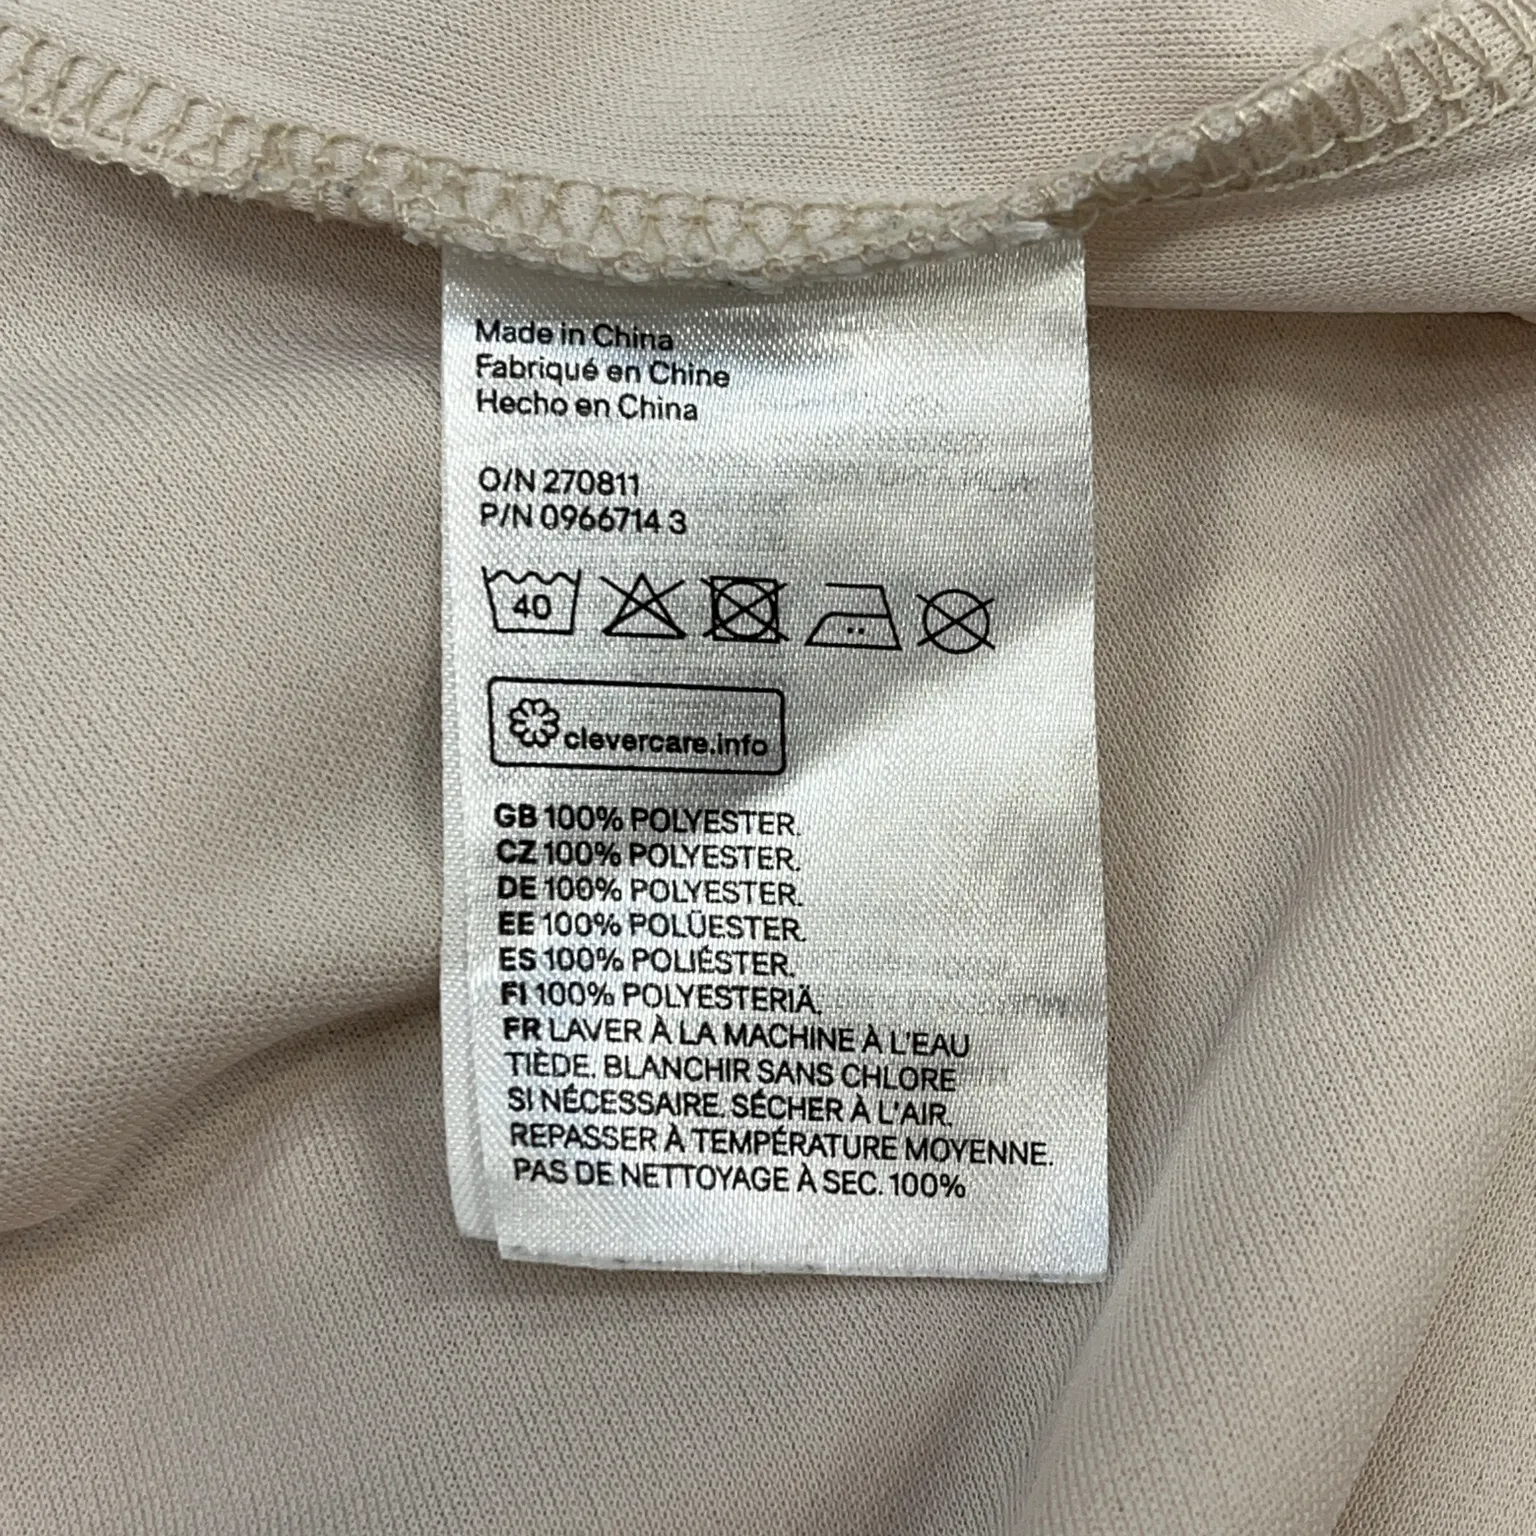 Made in China
Fabriqué en Chine
Hecho en China
O/N 270811
P/N 0966714 3
40
clevercare.info
GB 100% POLYESTER.
CZ 100% POLYESTER.
DE 100% POLYESTER.
EE 100% POLÜESTER.
ES 100% POLIÉSTER.
FI 100% POLYESTERIÄ.
FR LAVER À LA MACHINE À L'EAU
TIÈDE. BLANCHIR SANS CHLORE
SI NÉCESSAIRE. SÉCHER À L'AIR.
REPASSER À TEMPÉRATURE MOYENNE.
PAS DE NETTOYAGE À SEC. 100%